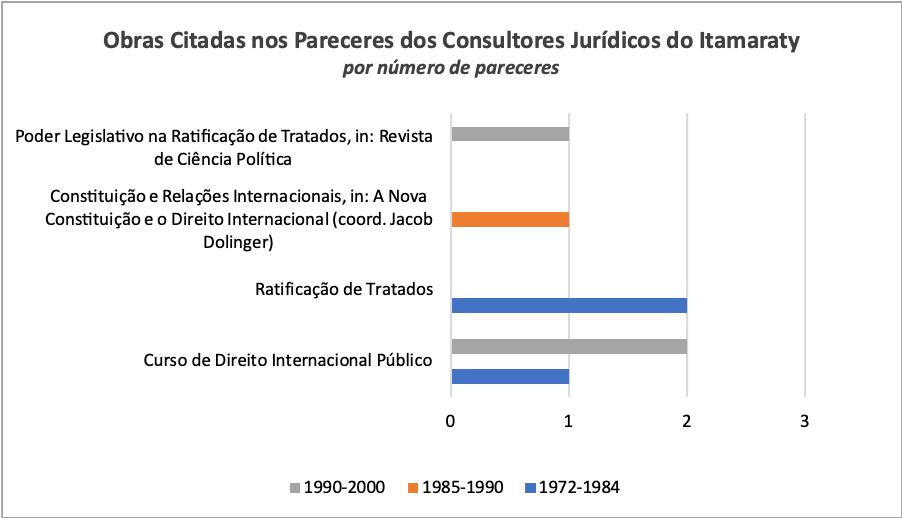 Obras Citadas nos Pareceres dos Consultores Jurídicos do Itamaraty
por número de pareceres
Poder Legislativo na Ratificação de Tratados, in: Revista
de Ciência Política
Constituição e Relações Internacionais, in: A Nova
Constituição e o Direito Internacional (coord. Jacob
Dolinger)
Ratificação de Tratados
Curso de Direito Internacional Público
0 1 2 3
1990-2000 1985-1990 1972-1984